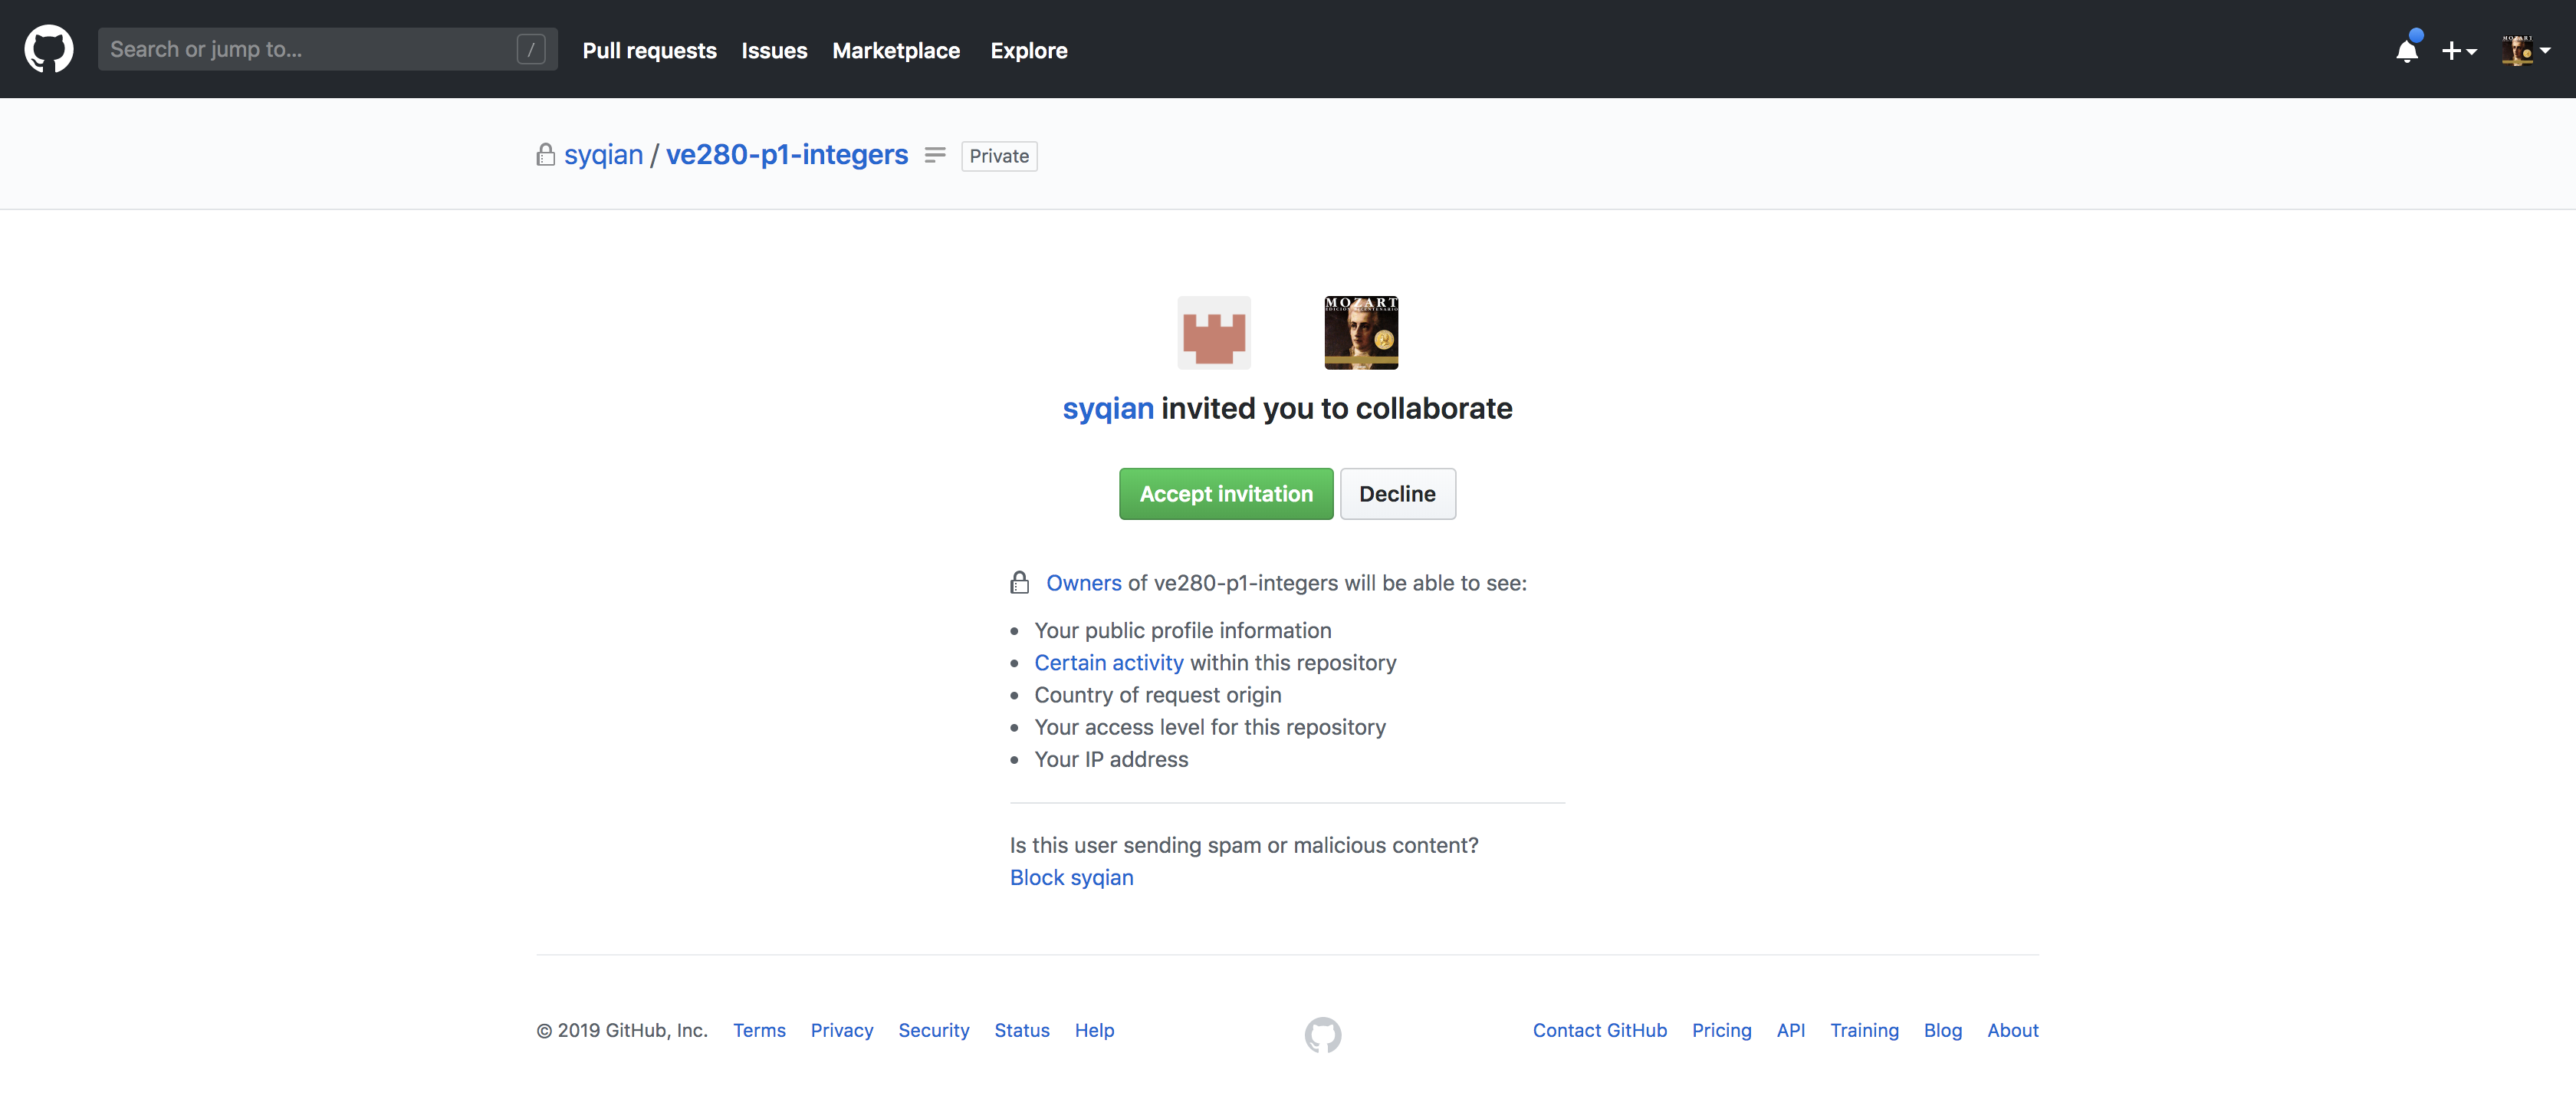 Search or jump to... /
Pull requests Issues Marketplace Explore
syqian / ve280-p1-integers Private
MOZART
syqian invited you to collaborate
Accept invitation Decline
Owners of ve280-p1-integers will be able to see:
Your public profile information
Certain activity within this repository
Country of request origin
Your access level for this repository
Your IP address
Is this user sending spam or malicious content?
Block syqian
© 2019 GitHub, Inc. Terms Privacy Security Status Help Contact GitHub Pricing API Training Blog About